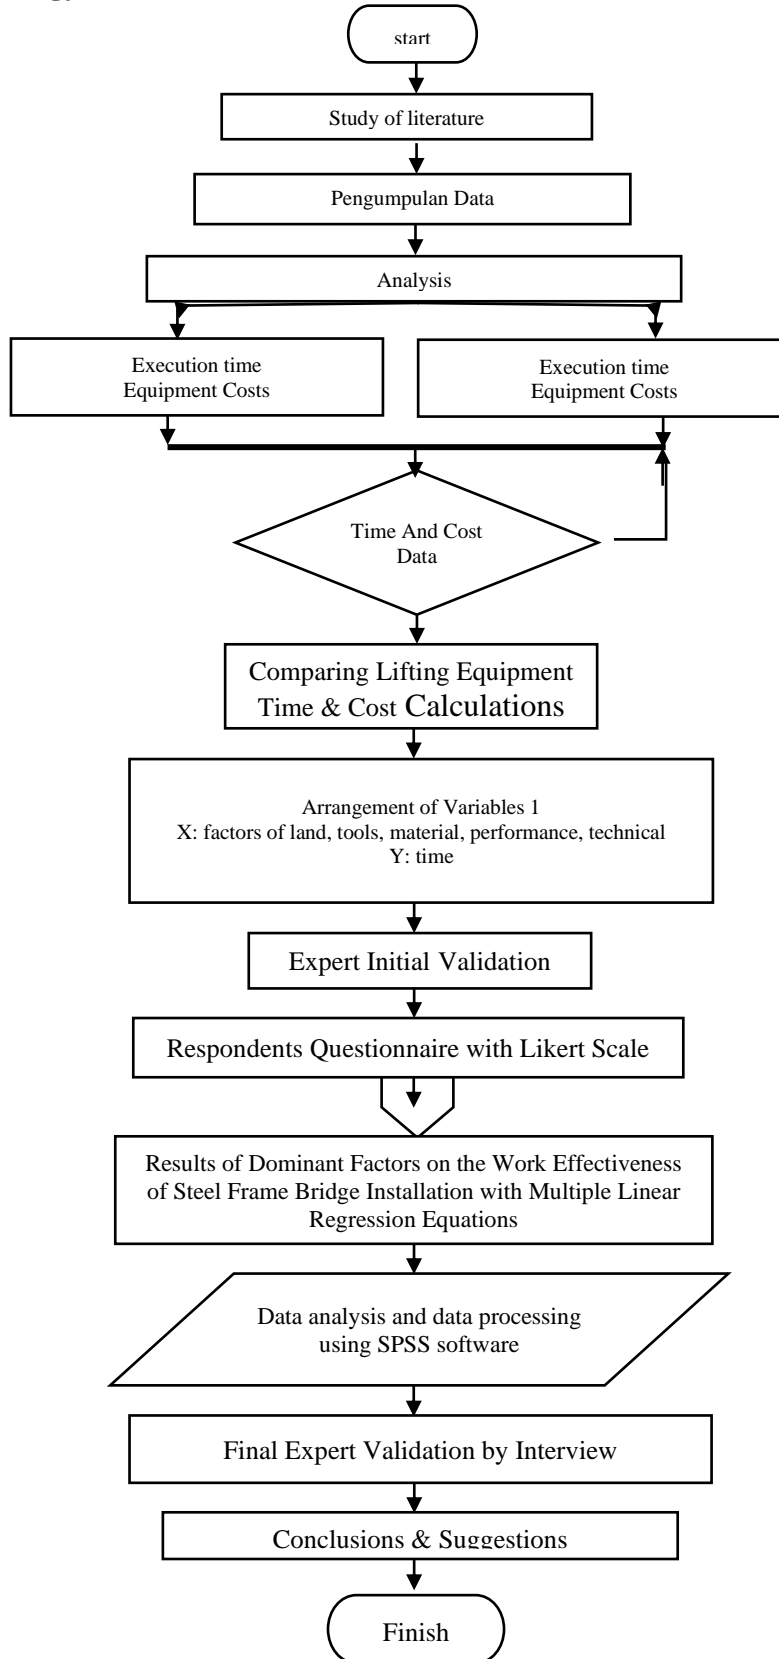 start
Study of literature
Pengumpulan Data
Analysis
Execution time
Equipment Costs
Execution time
Equipment Costs
Time And Cost
Data
Comparing Lifting Equipment
Time & Cost Calculations
Arrangement of Variables 1
X: factors of land, tools, material, performance, technical
Y: time
Expert Initial Validation
Respondents Questionnaire with Likert Scale
Results of Dominant Factors on the Work Effectiveness
of Steel Frame Bridge Installation with Multiple Linear
Regression Equations
Data analysis and data processing
using SPSS software
Final Expert Validation by Interview
Conclusions & Suggestions
Finish